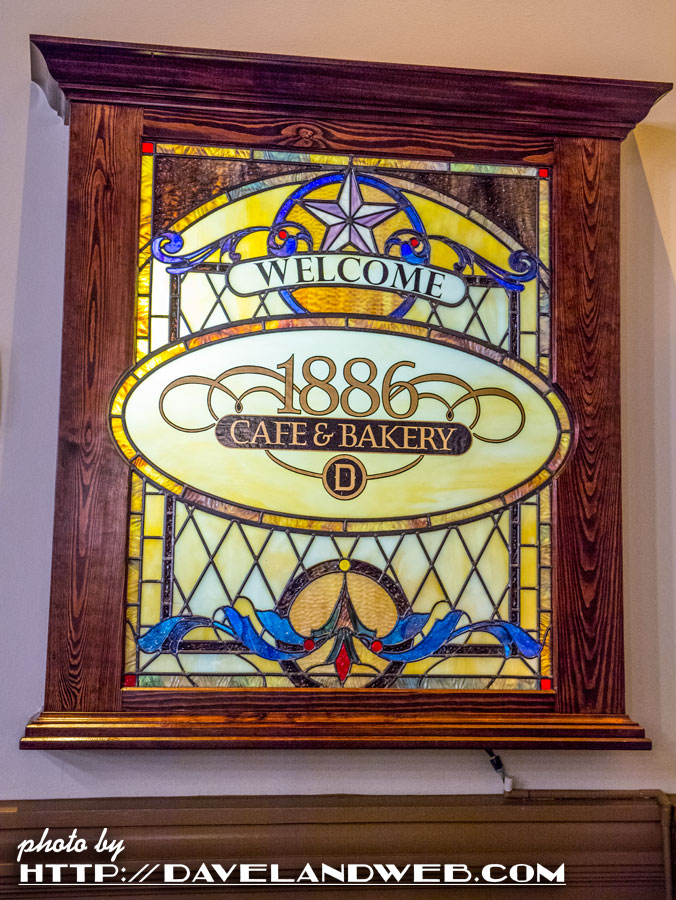 WELCOME
1886
CAFE & BAKERY
D
photo by
HTTP://DAVELANDWEB.COM